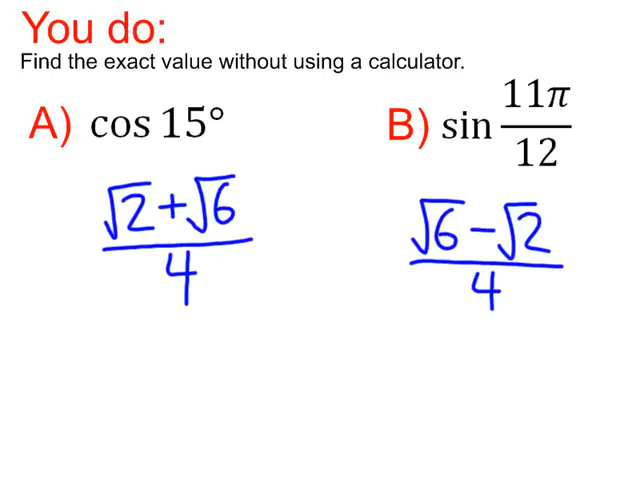 You do:
Find the exact value without using a calculator.
A) cos 15°
(√2 + √6)/4
B) sin 11π/12
(√6 − √2)/4